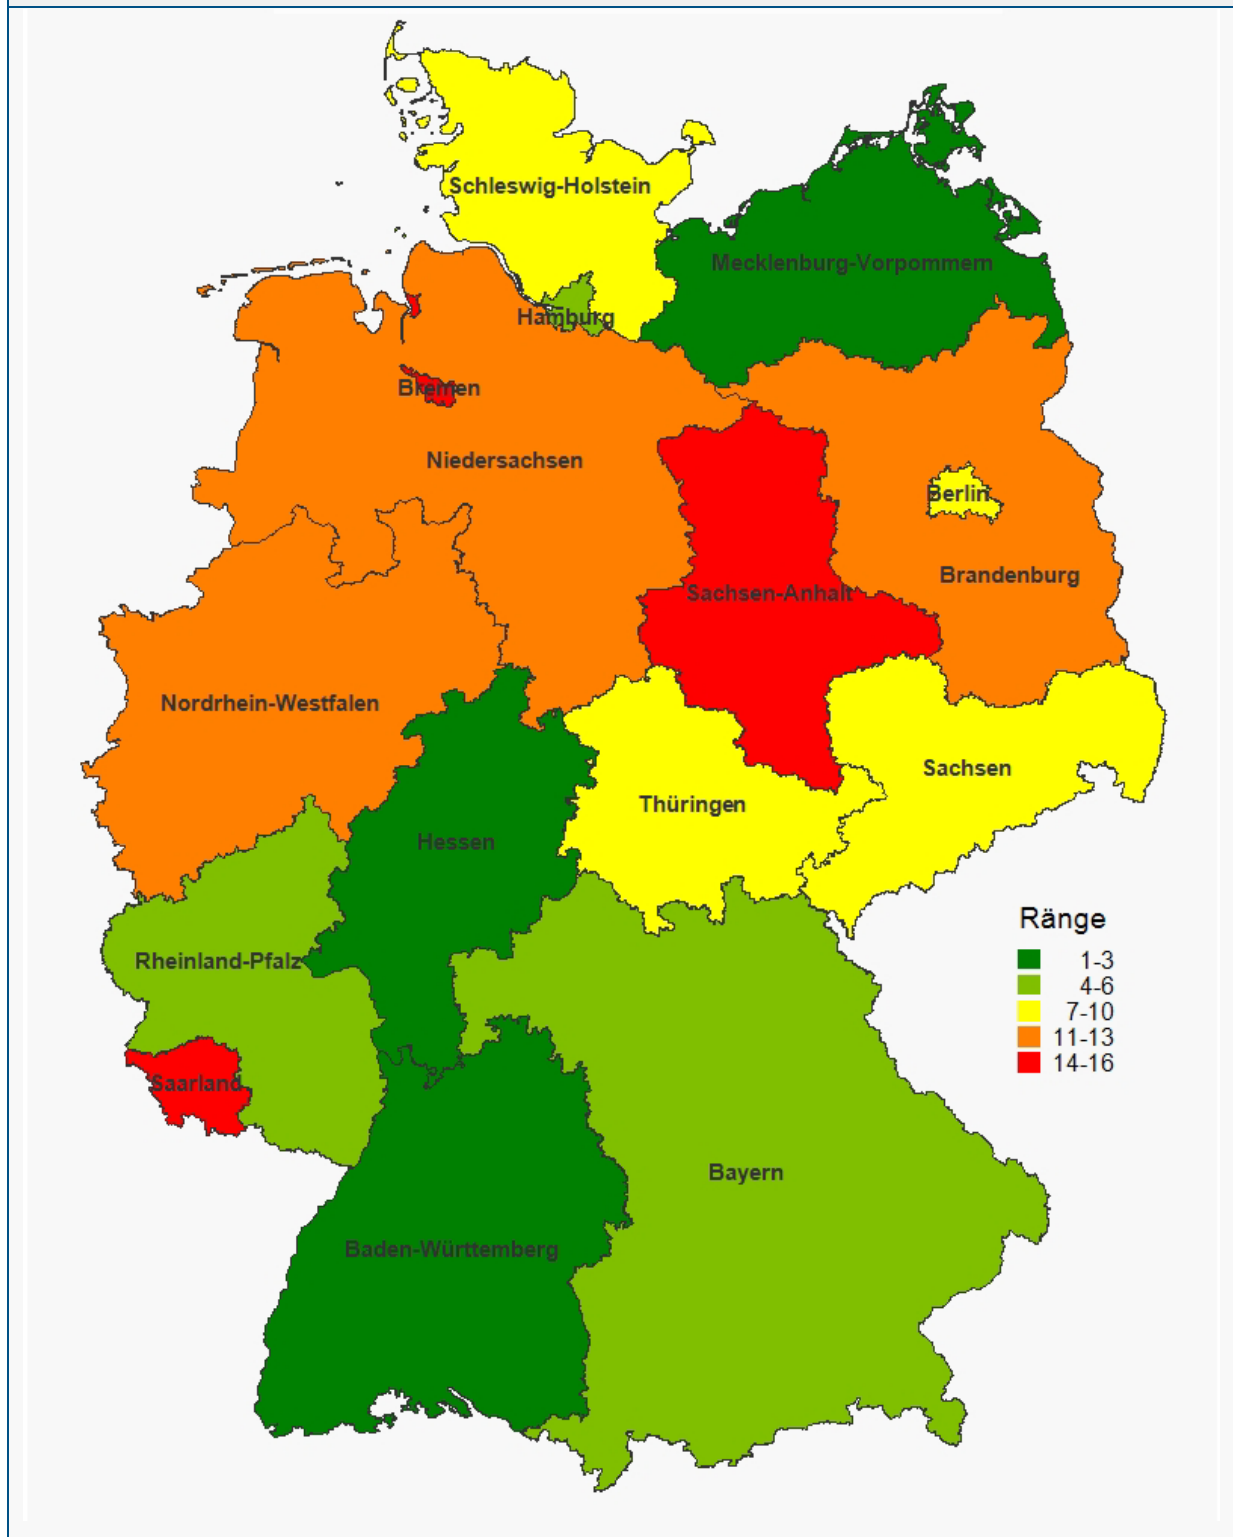 Schleswig-Holstein
Mecklenburg-Vorpommern
Hamburg
Bremen
Niedersachsen
Berlin
Brandenburg
Sachsen-Anhalt
Nordrhein-Westfalen
Sachsen
Thüringen
Hessen
Rheinland-Pfalz
Saarland
Bayern
Baden-Württemberg
Ränge
1-3
4-6
7-10
11-13
14-16